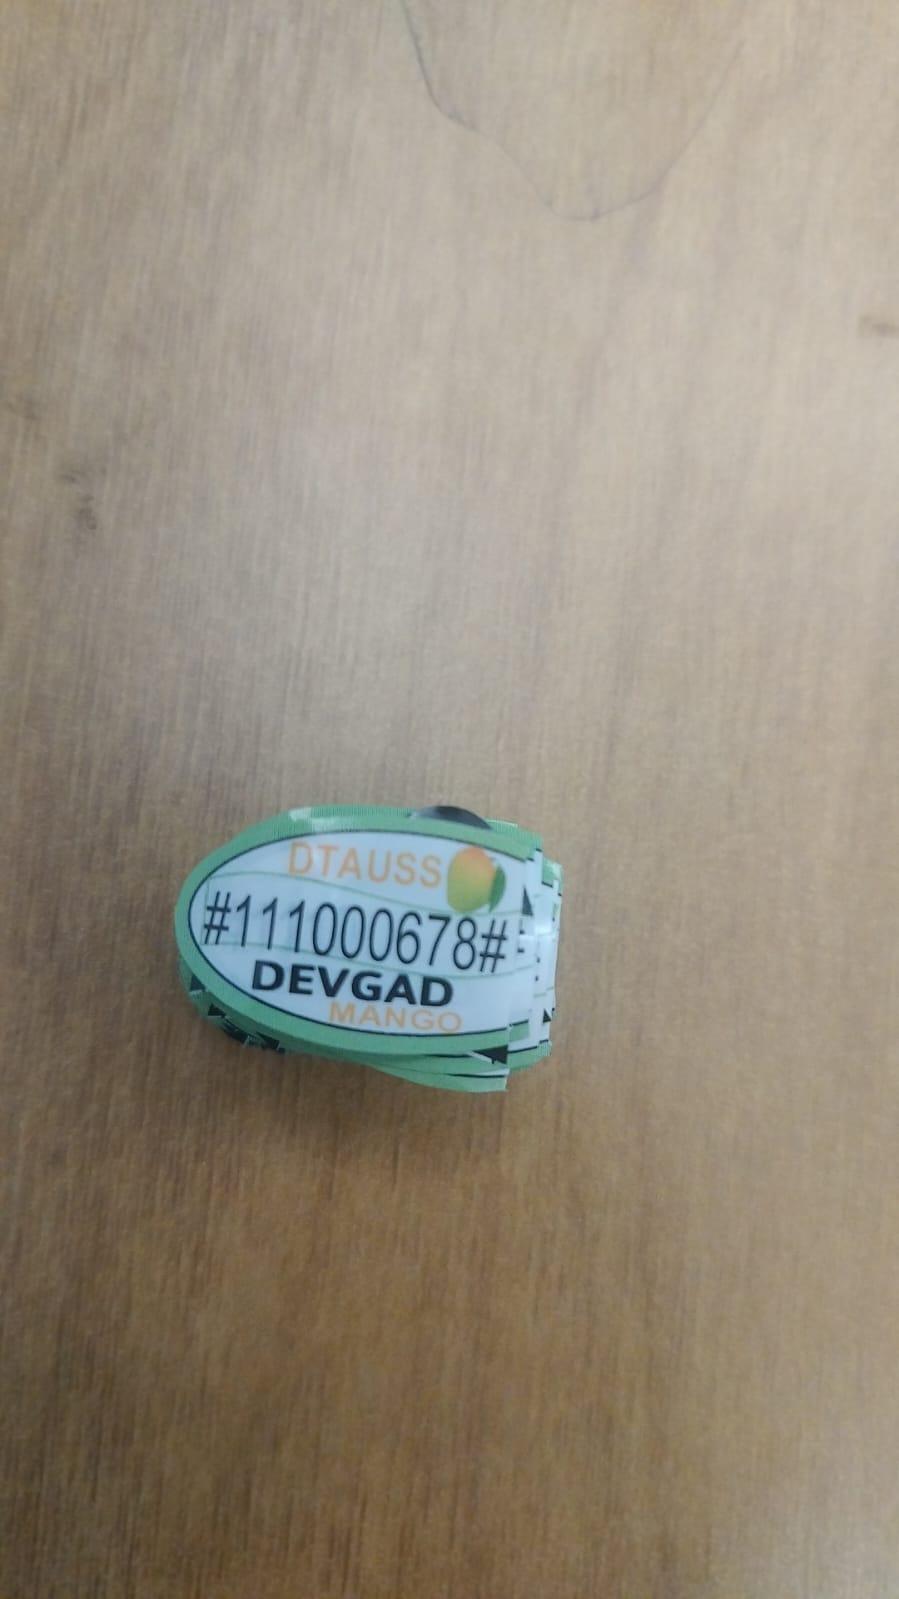 DTAUSS
#111000678#
DEVGAD
MANGO